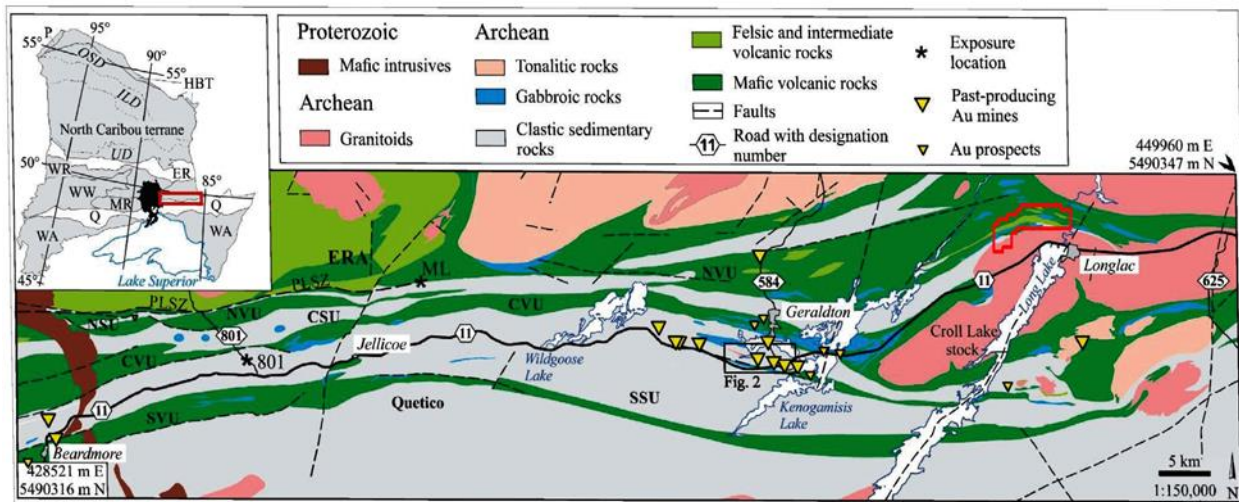 95°
P
90°
55°
OSD
55°
HBT
ILD
North Caribou terrane
UD
50°
WR
ER
85°
WW
MR
Q
Q
WA
WA
45°
Lake Superior
Proterozoic
Mafic intrusives
Archean
Granitoids
Archean
Tonalitic rocks
Gabbroic rocks
Clastic sedimentary
rocks
Felsic and intermediate
volcanic rocks
Mafic volcanic rocks
Faults
11 Road with designation
number
Exposure
location
Past-producing
Au mines
Au prospects
449960 m E
5490347 m N
ERA
ML
PLSZ
PLSZ
NVU
584
11
Longlac
625
Long Lake
NSU
NVU
CSU
CVU
Geraldton
801
801
11
Jellicoe
Wildgoose
Lake
Croll Lake
stock
CVU
Fig. 2
11
SVU
Quetico
SSU
Kenogamisis
Lake
Beardmore
428521 m E
5490316 m N
5 km
1:150,000
N